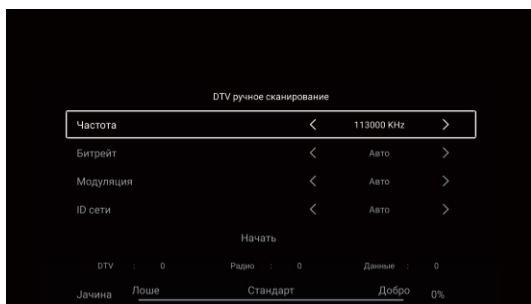 DTV ручное сканирование
Частота 113000 KHz
Битрейт Авто
Модуляция Авто
ID сети Авто
Начать
DTV : 0 Радио : 0 Данные : 0
Јачина Лоше Стандарт Добро 0%